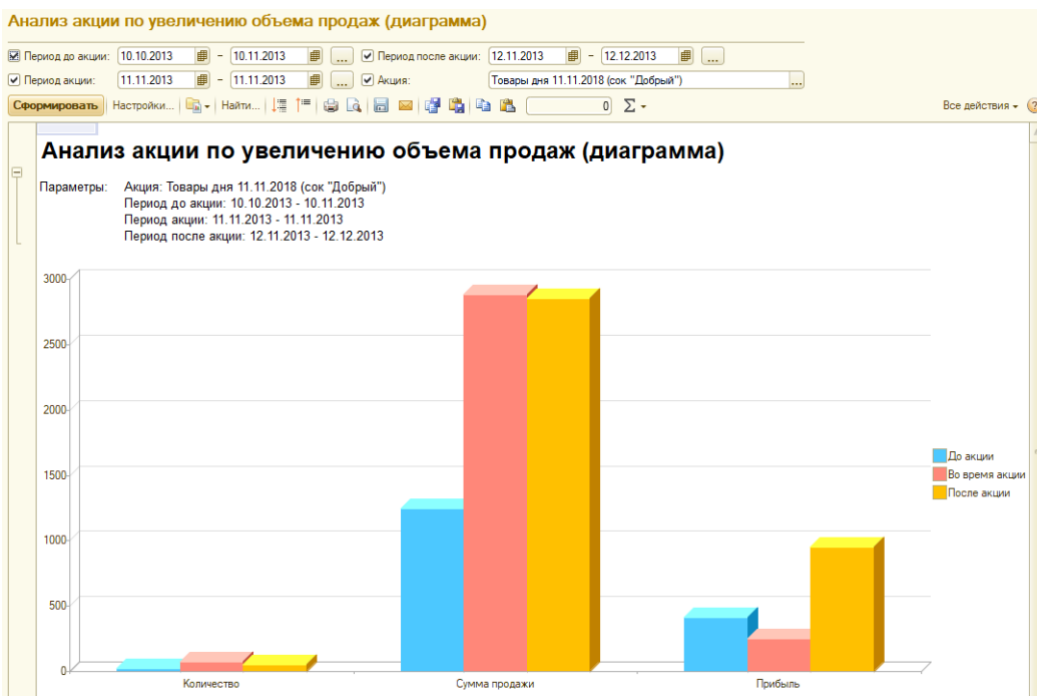 Анализ акции по увеличению объема продаж (диаграмма)
Период до акции: 10.10.2013 – 10.11.2013 ... Период после акции: 12.11.2013 – 12.12.2013 ...
Период акции: 11.11.2013 – 11.11.2013 ... Акция: Товары дня 11.11.2018 (сок "Добрый") ...
Сформировать Настройки... Найти... 0 Σ Все действия ?
Анализ акции по увеличению объема продаж (диаграмма)
Параметры: Акция: Товары дня 11.11.2018 (сок "Добрый")
Период до акции: 10.10.2013 - 10.11.2013
Период акции: 11.11.2013 - 11.11.2013
Период после акции: 12.11.2013 - 12.12.2013
3000
2500
2000
1500
1000
500
0
До акции
Во время акции
После акции
Количество Сумма продажи Прибыль